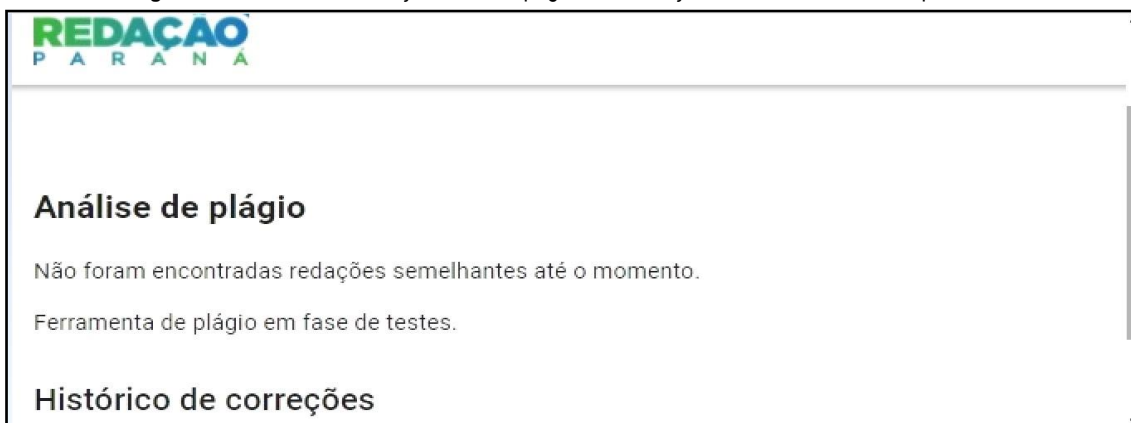 REDAÇÃO
PARANÁ
Análise de plágio
Não foram encontradas redações semelhantes até o momento.
Ferramenta de plágio em fase de testes.
Histórico de correções